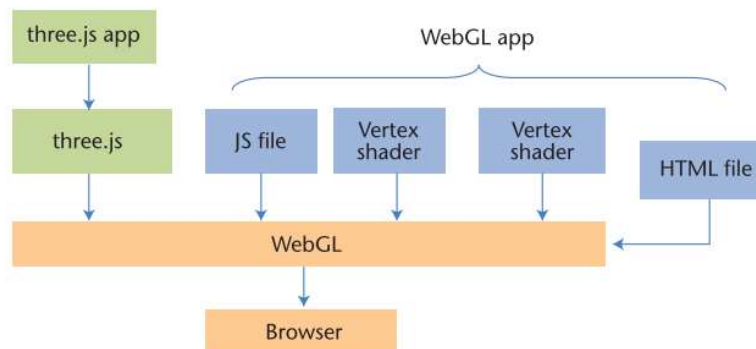 three.js app
WebGL app
three.js
JS file
Vertex
shader
Vertex
shader
HTML file
WebGL
Browser